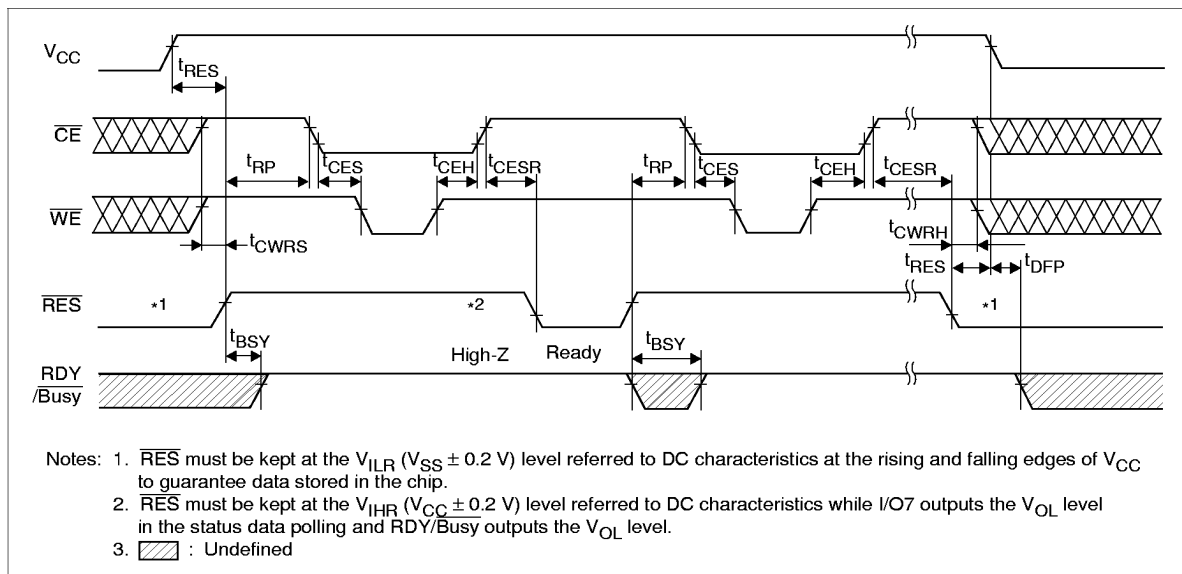 VCC
tRES
CE
tRP tCES tCEH tCESR tRP tCES tCEH tCESR
WE
tCWRS tCWRH
tRES tDFP
RES *1 *2 *1
tBSY High-Z Ready tBSY
RDY
/Busy
Notes: 1. RES must be kept at the VILR (VSS ± 0.2 V) level referred to DC characteristics at the rising and falling edges of VCC
to guarantee data stored in the chip.
2. RES must be kept at the VIHR (VCC ± 0.2 V) level referred to DC characteristics while I/O7 outputs the VOL level
in the status data polling and RDY/Busy outputs the VOL level.
3. : Undefined